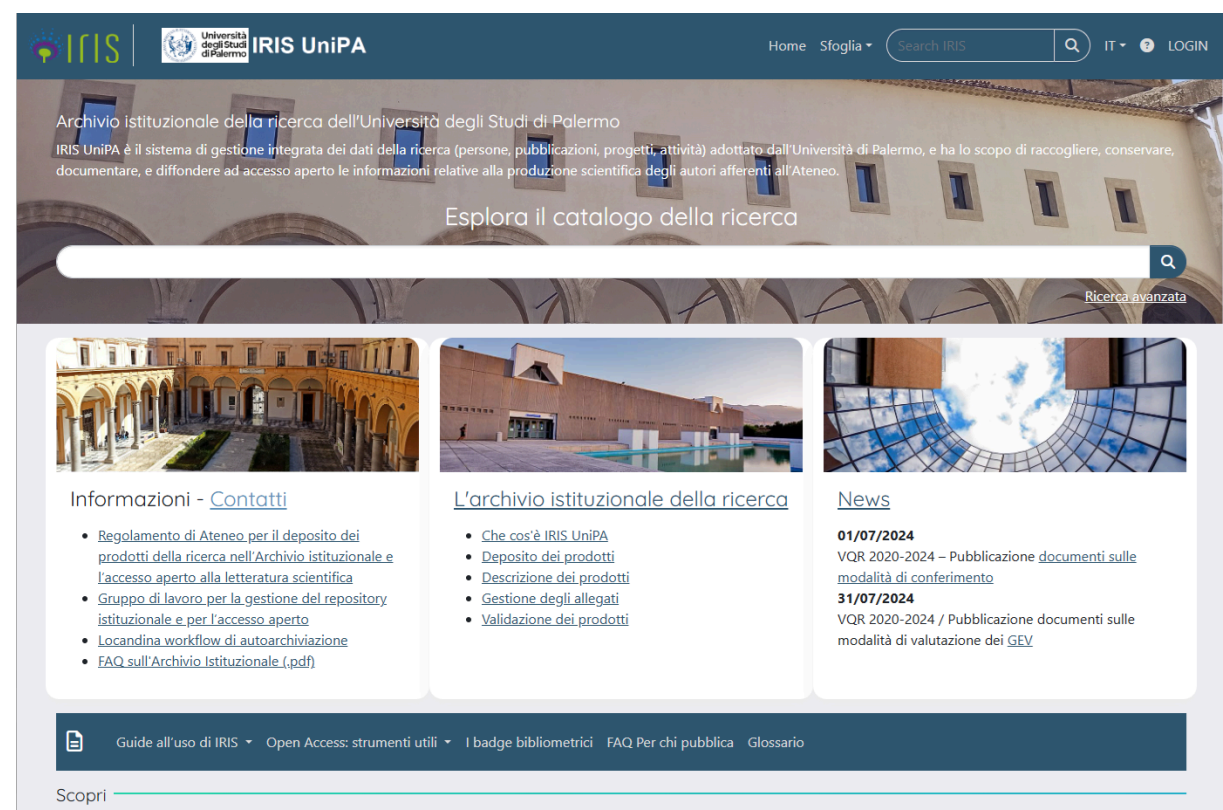 IRIS
Università
degli Studi
di Palermo
IRIS UniPA
Home Sfoglia Search IRIS IT ? LOGIN
Archivio istituzionale della ricerca dell'Università degli Studi di Palermo
IRIS UniPA è il sistema di gestione integrata dei dati della ricerca (persone, pubblicazioni, progetti, attività) adottato dall'Università di Palermo, e ha lo scopo di raccogliere, conservare,
documentare, e diffondere ad accesso aperto le informazioni relative alla produzione scientifica degli autori afferenti all'Ateneo.
Esplora il catalogo della ricerca
Ricerca avanzata
Informazioni - Contatti
Regolamento di Ateneo per il deposito dei
prodotti della ricerca nell'Archivio istituzionale e
l'accesso aperto alla letteratura scientifica
Gruppo di lavoro per la gestione del repository
istituzionale e per l'accesso aperto
Locandina workflow di autoarchiviazione
FAQ sull'Archivio Istituzionale (.pdf)
L'archivio istituzionale della ricerca
Che cos'è IRIS UniPA
Deposito dei prodotti
Descrizione dei prodotti
Gestione degli allegati
Validazione dei prodotti
News
01/07/2024
VQR 2020-2024 – Pubblicazione documenti sulle
modalità di conferimento
31/07/2024
VQR 2020-2024 / Pubblicazione documenti sulle
modalità di valutazione dei GEV
Guide all'uso di IRIS Open Access: strumenti utili I badge bibliometrici FAQ Per chi pubblica Glossario
Scopri